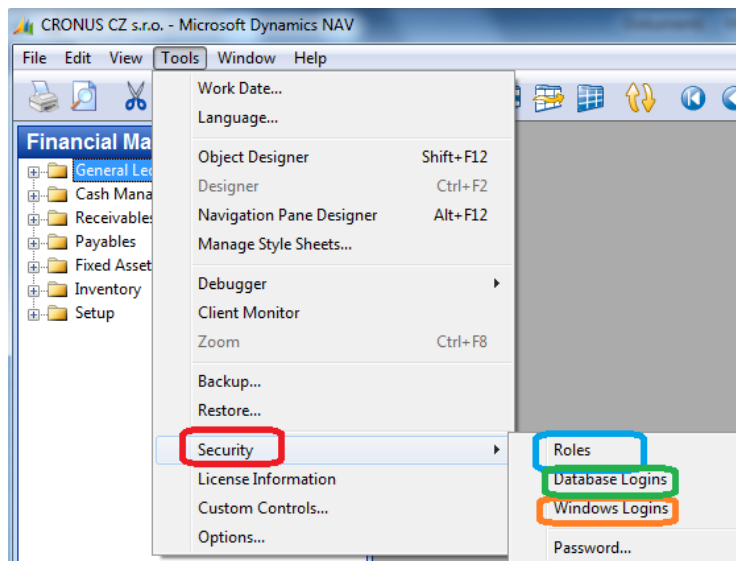 CRONUS CZ s.r.o. - Microsoft Dynamics NAV
File Edit View Tools Window Help
Work Date...
Language...
Financial Ma
General Led
Cash Mana
Receivables
Payables
Fixed Asset
Inventory
Setup
Object Designer Shift+F12
Designer Ctrl+F2
Navigation Pane Designer Alt+F12
Manage Style Sheets...
Debugger
Client Monitor
Zoom Ctrl+F8
Backup...
Restore...
Security
License Information
Custom Controls...
Options...
Roles
Database Logins
Windows Logins
Password...